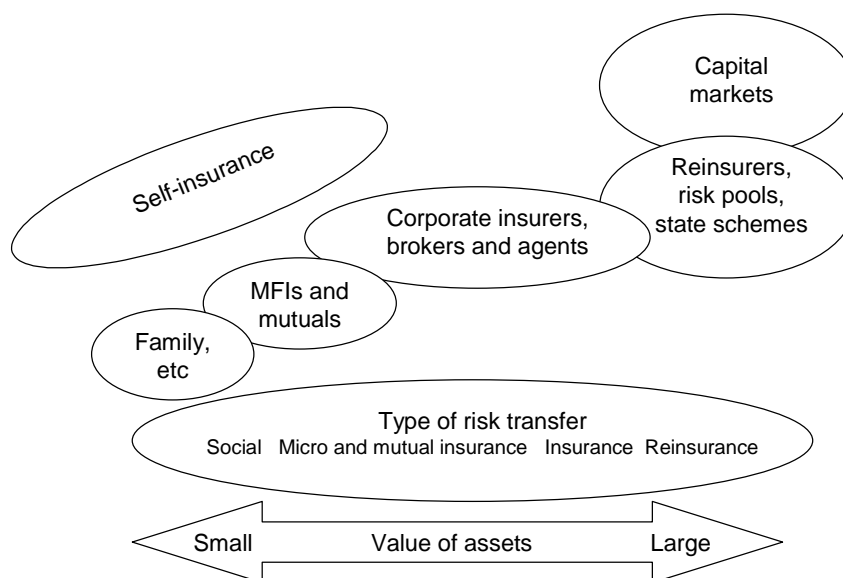 Capital
markets
Self-insurance
Reinsurers,
risk pools,
state schemes
Corporate insurers,
brokers and agents
MFIs and
mutuals
Family,
etc
Type of risk transfer
Social Micro and mutual insurance Insurance Reinsurance
Small Value of assets Large